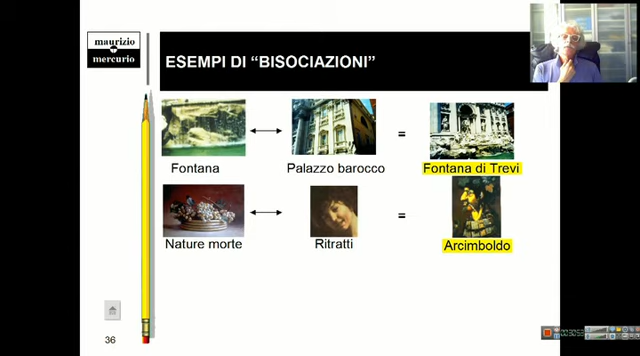 maurizio
mercurio
ESEMPI DI “BISOCIAZIONI”
Fontana
Palazzo barocco
=
Fontana di Trevi
Nature morte
Ritratti
=
Arcimboldo
36